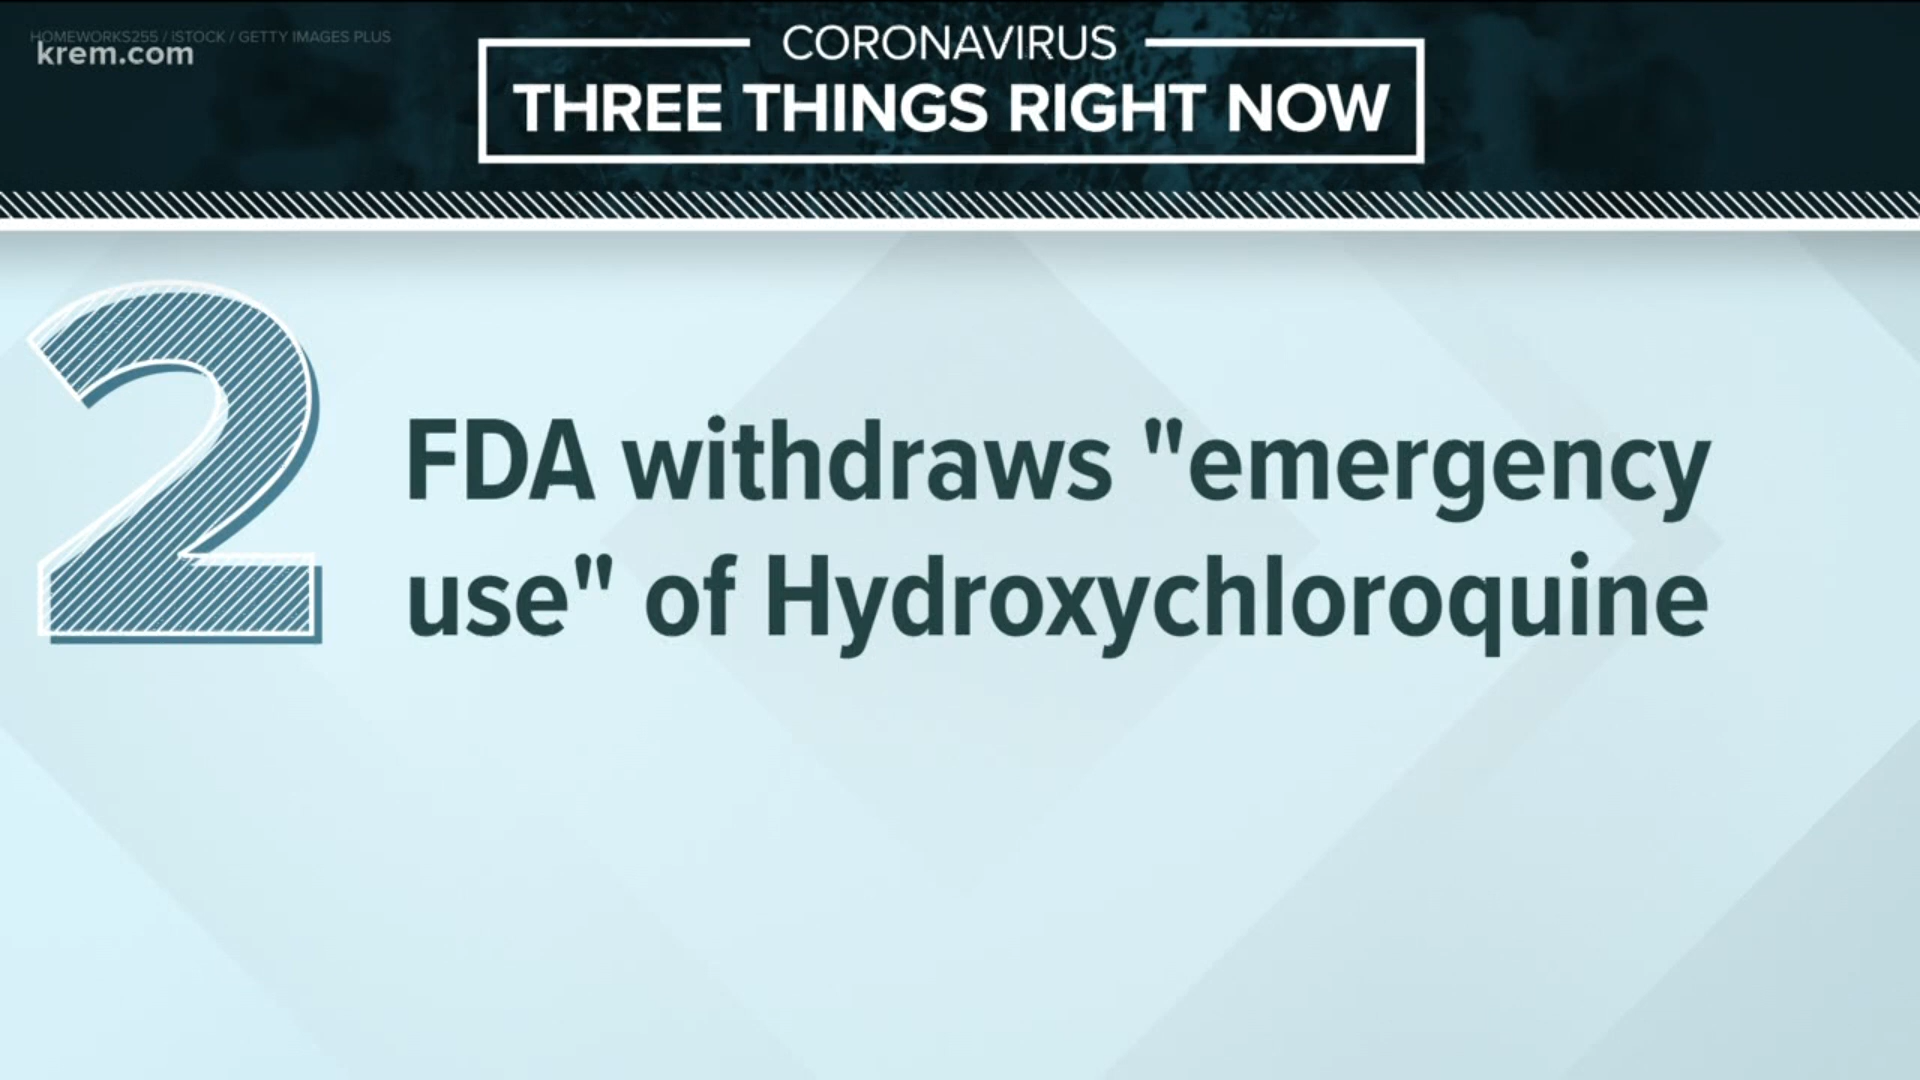 HOMEWORKS255 / iSTOCK / GETTY IMAGES PLUS
krem.com
CORONAVIRUS
THREE THINGS RIGHT NOW
2
FDA withdraws "emergency
use" of Hydroxychloroquine